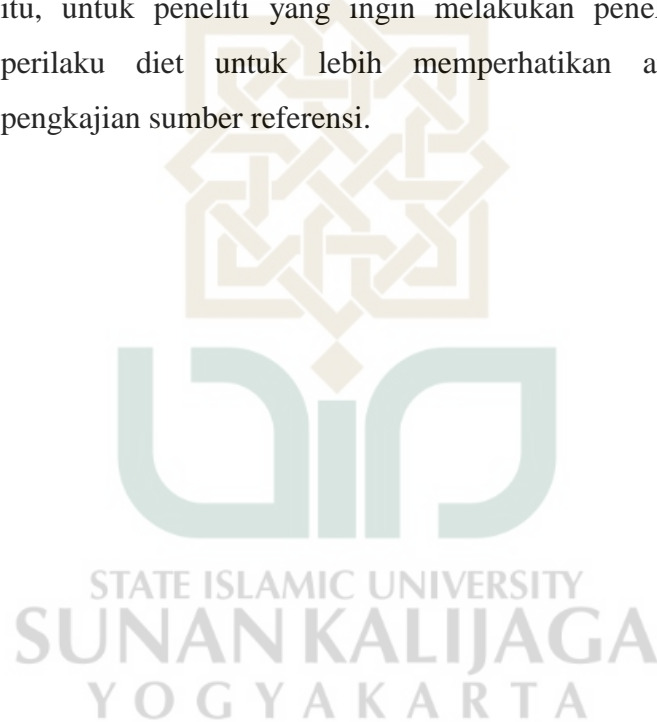 itu, untuk peneliti yang ingin melakukan
perilaku diet untuk lebih memperhatikan
pengkajian sumber referensi.
STATE ISLAMIC UNIVERSITY
SUNAN KALIJAGA
YOGYAKARTA